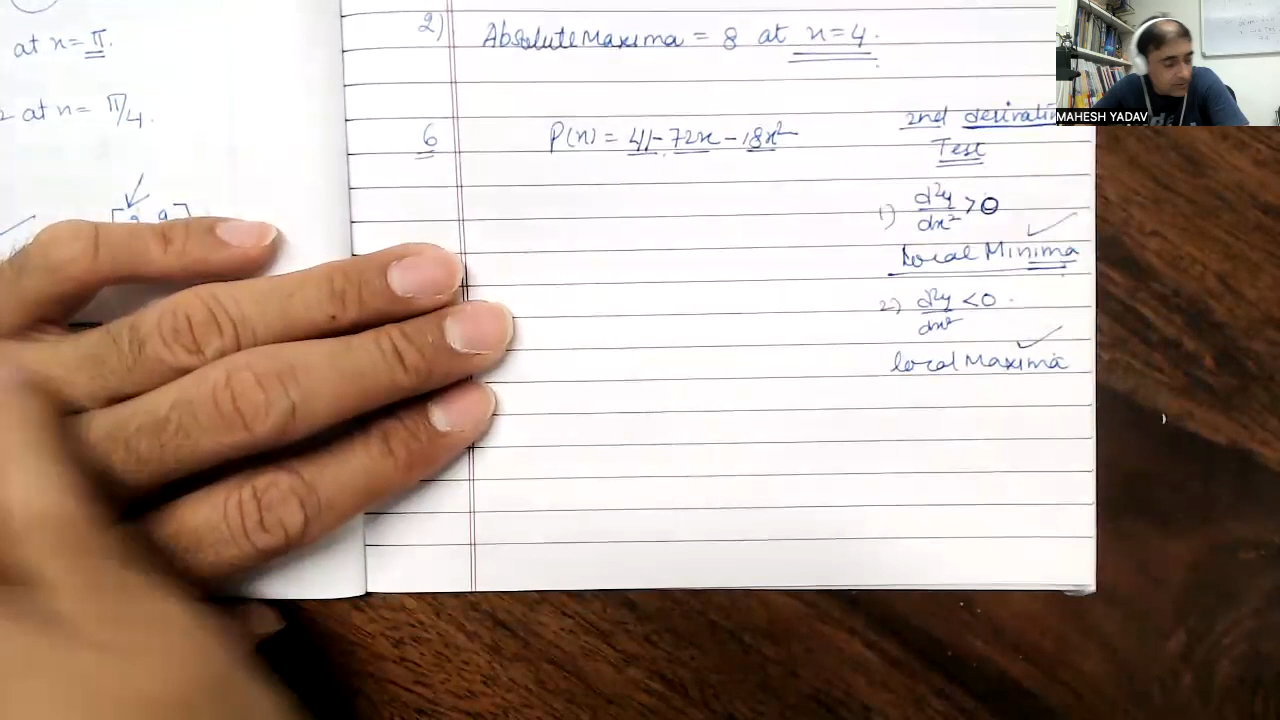 at x = π.
2 at x = π/4.
2) Absolute Maxima = 8 at x = 4.
6 P(x) = 41 - 72x - 18x²
2nd derivati
Test
1) d²y/dx² > 0
Local Minima
2) d²y/dx² < 0.
local Maxima
MAHESH YADAV